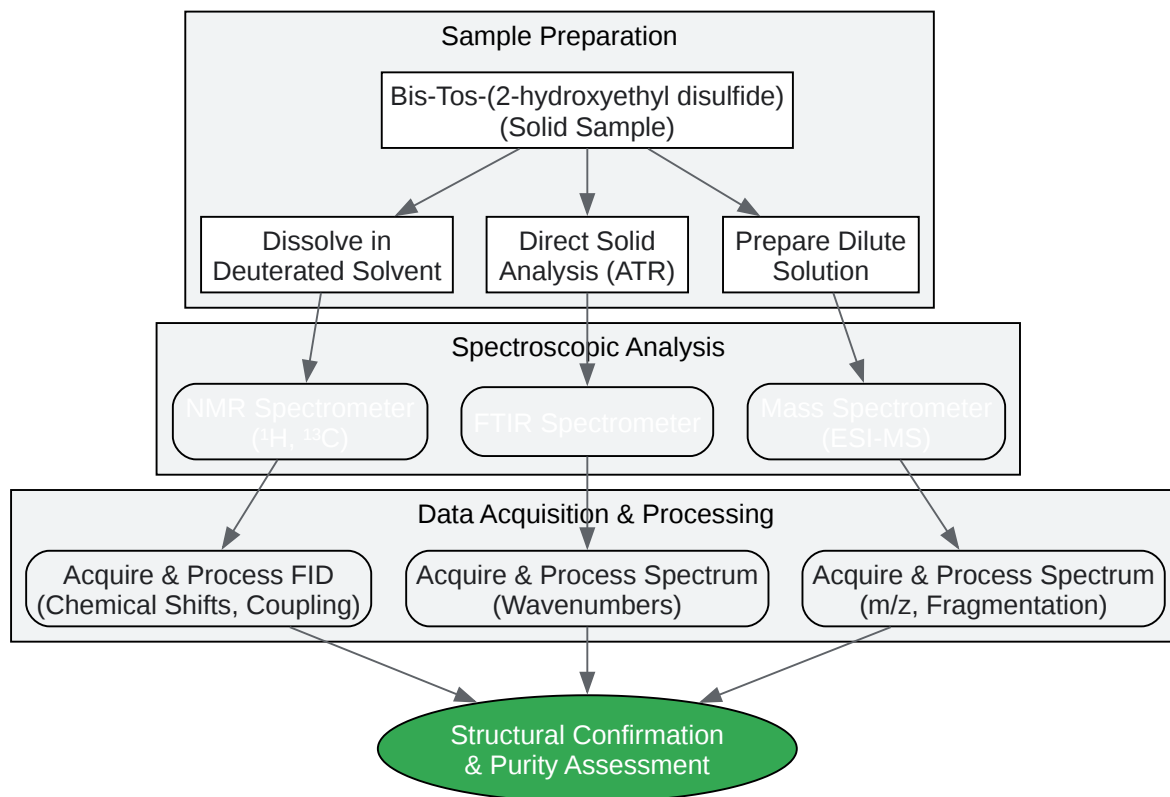 Sample Preparation
Bis-Tos-(2-hydroxyethyl disulfide)
(Solid Sample)
Dissolve in
Deuterated Solvent
Direct Solid
Analysis (ATR)
Prepare Dilute
Solution
Spectroscopic Analysis
NMR Spectrometer
(¹H, ¹³C)
FTIR Spectrometer
Mass Spectrometer
(ESI-MS)
Data Acquisition & Processing
Acquire & Process FID
(Chemical Shifts, Coupling)
Acquire & Process Spectrum
(Wavenumbers)
Acquire & Process Spectrum
(m/z, Fragmentation)
Structural Confirmation
& Purity Assessment